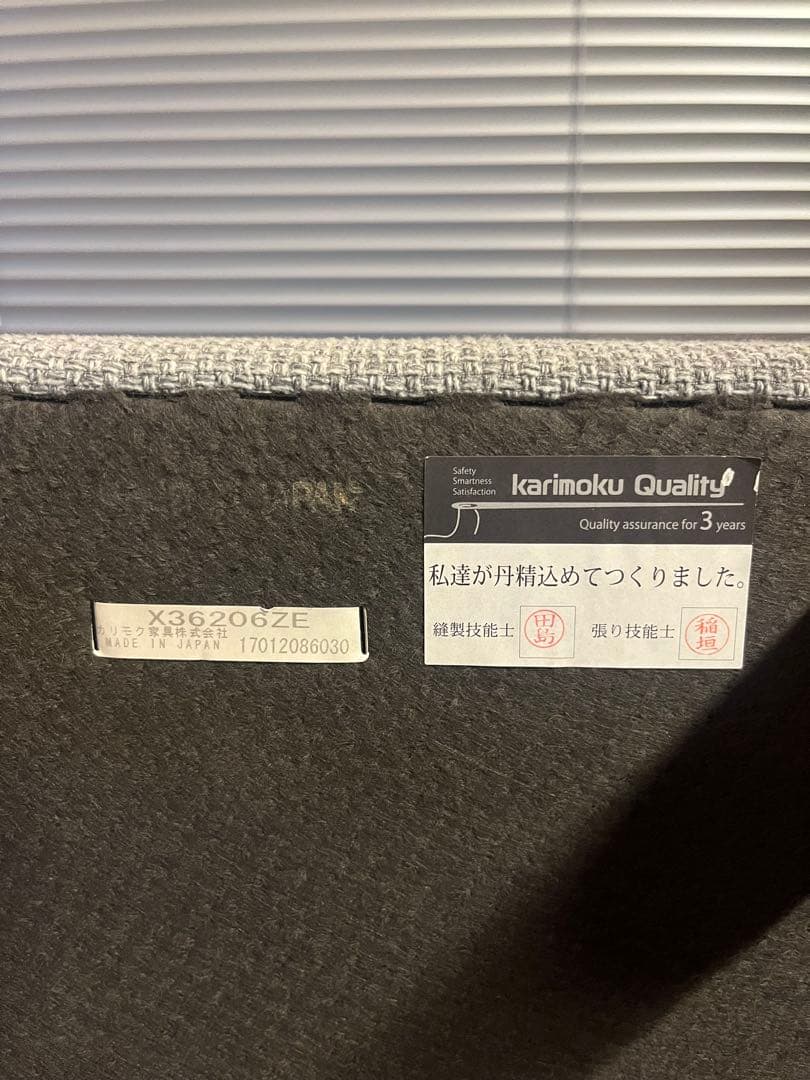 X36206ZE
カリモク家具株式会社
MADE IN JAPAN 17012086030
Safety
Smartness
Satisfaction
karimoku Quality
Quality assurance for 3 years
私達が丹精込めてつくりました。
縫製技能士 田島 張り技能士 稲垣